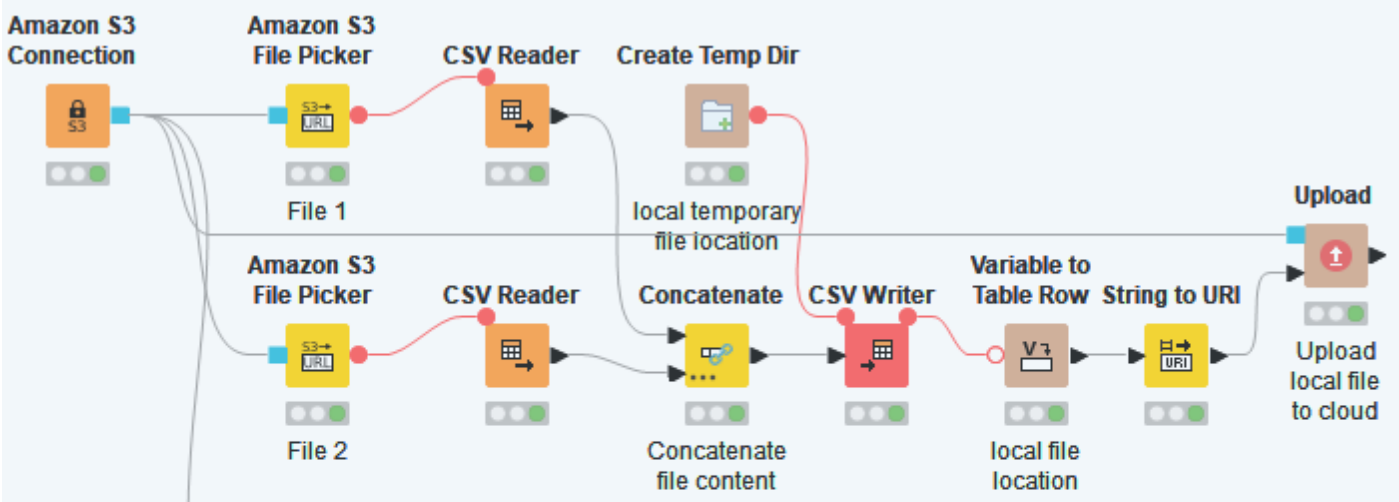 Amazon S3
Connection
S3
Amazon S3
File Picker
S3→
URL
File 1
CSV Reader
Create Temp Dir
local temporary
file location
Upload
Upload
local file
to cloud
Amazon S3
File Picker
S3→
URL
File 2
CSV Reader
Concatenate
Concatenate
file content
CSV Writer
Variable to
Table Row
V
local file
location
String to URI
URI